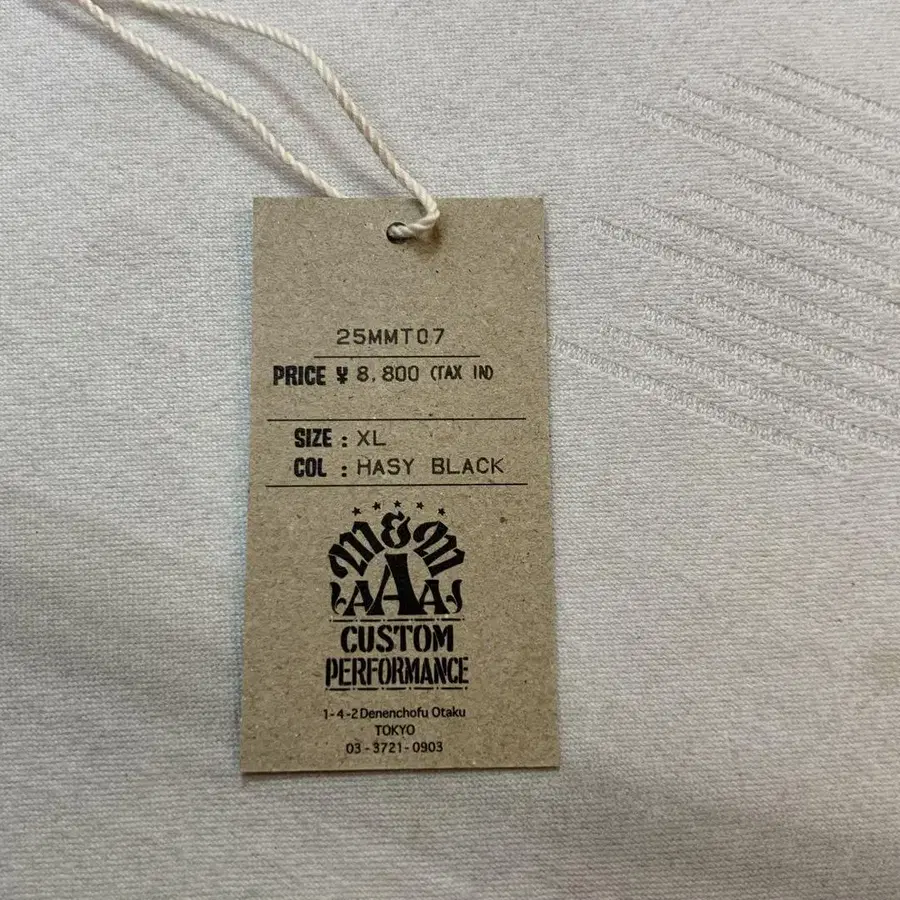 25MMT07
PRICE ¥ 8,800 (TAX IN)
SIZE : XL
COL : HASY BLACK
M&M
AAA
CUSTOM
PERFORMANCE
1-4-2 Denenchofu Otaku
TOKYO
03-3721-0903